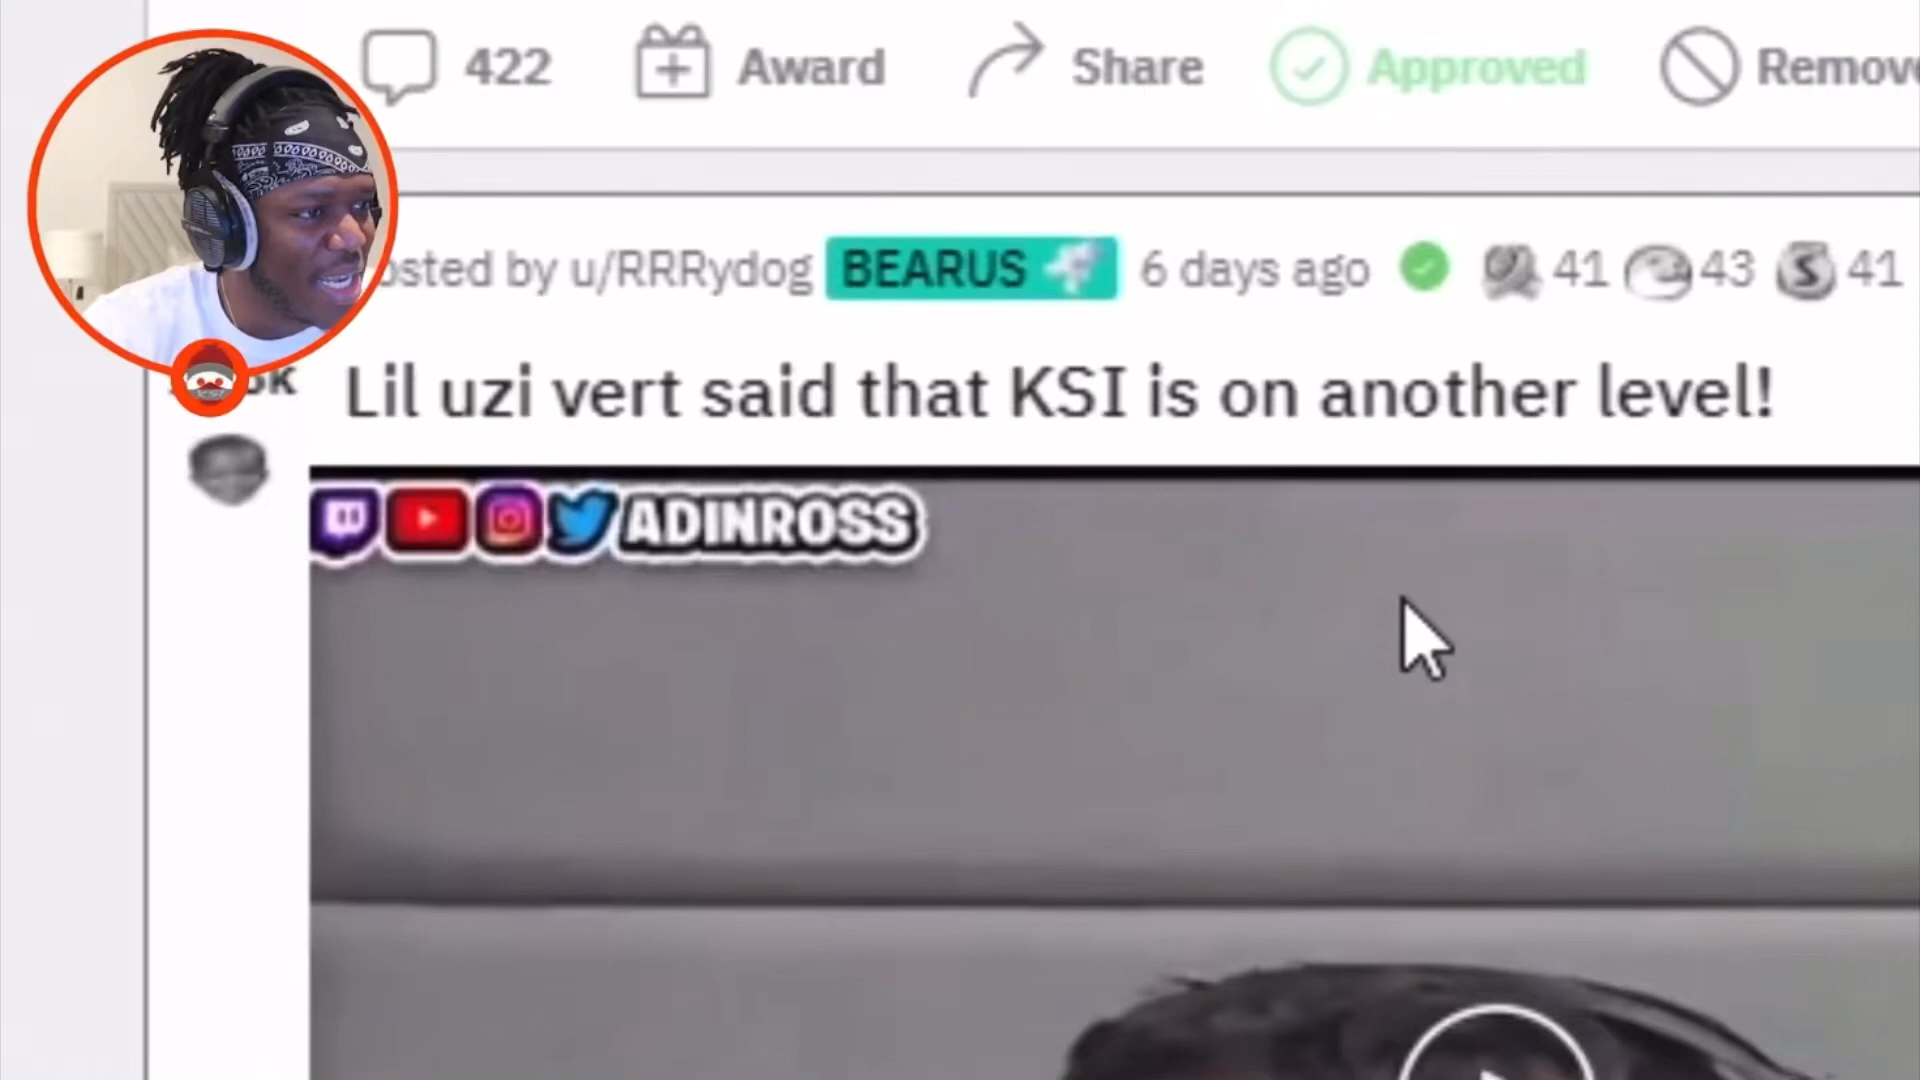 422 Award Share Approved Remove
osted by u/RRRydog BEARUS 6 days ago 41 43 41
Lil uzi vert said that KSI is on another level!
ADINROSS